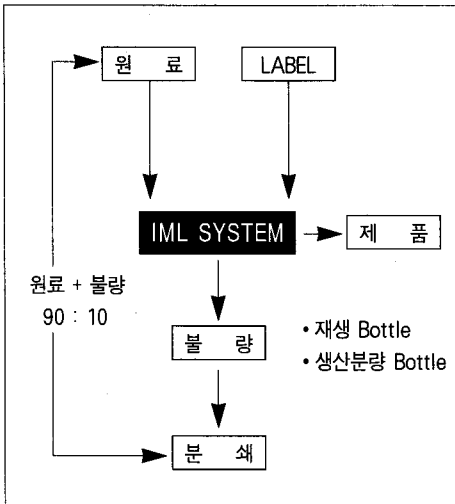 원 료
LABEL
IML SYSTEM
제 품
원료 + 불량
90 : 10
불 량
• 재생 Bottle
• 생산분량 Bottle
분 쇄